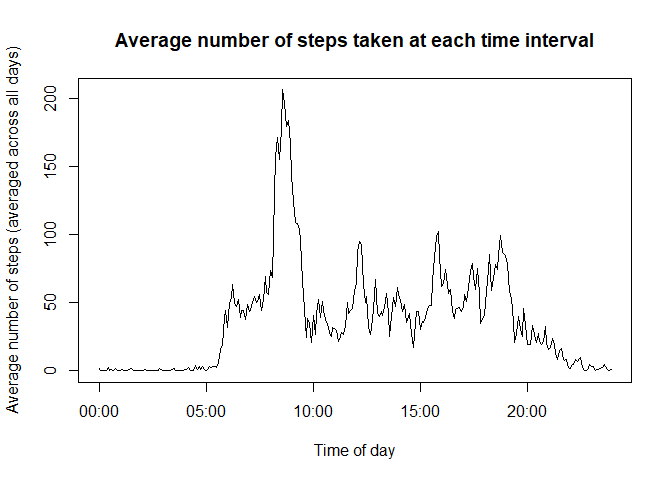 Average number of steps taken at each time interval
Average number of steps (averaged across all days)
200
150
100
50
0
00:00 05:00 10:00 15:00 20:00
Time of day